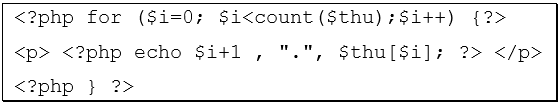 <?php for ($i=0; $i<count($thu);$i++) {?>
<p> <?php echo $i+1 , ".", $thu[$i]; ?> </p>
<?php } ?>